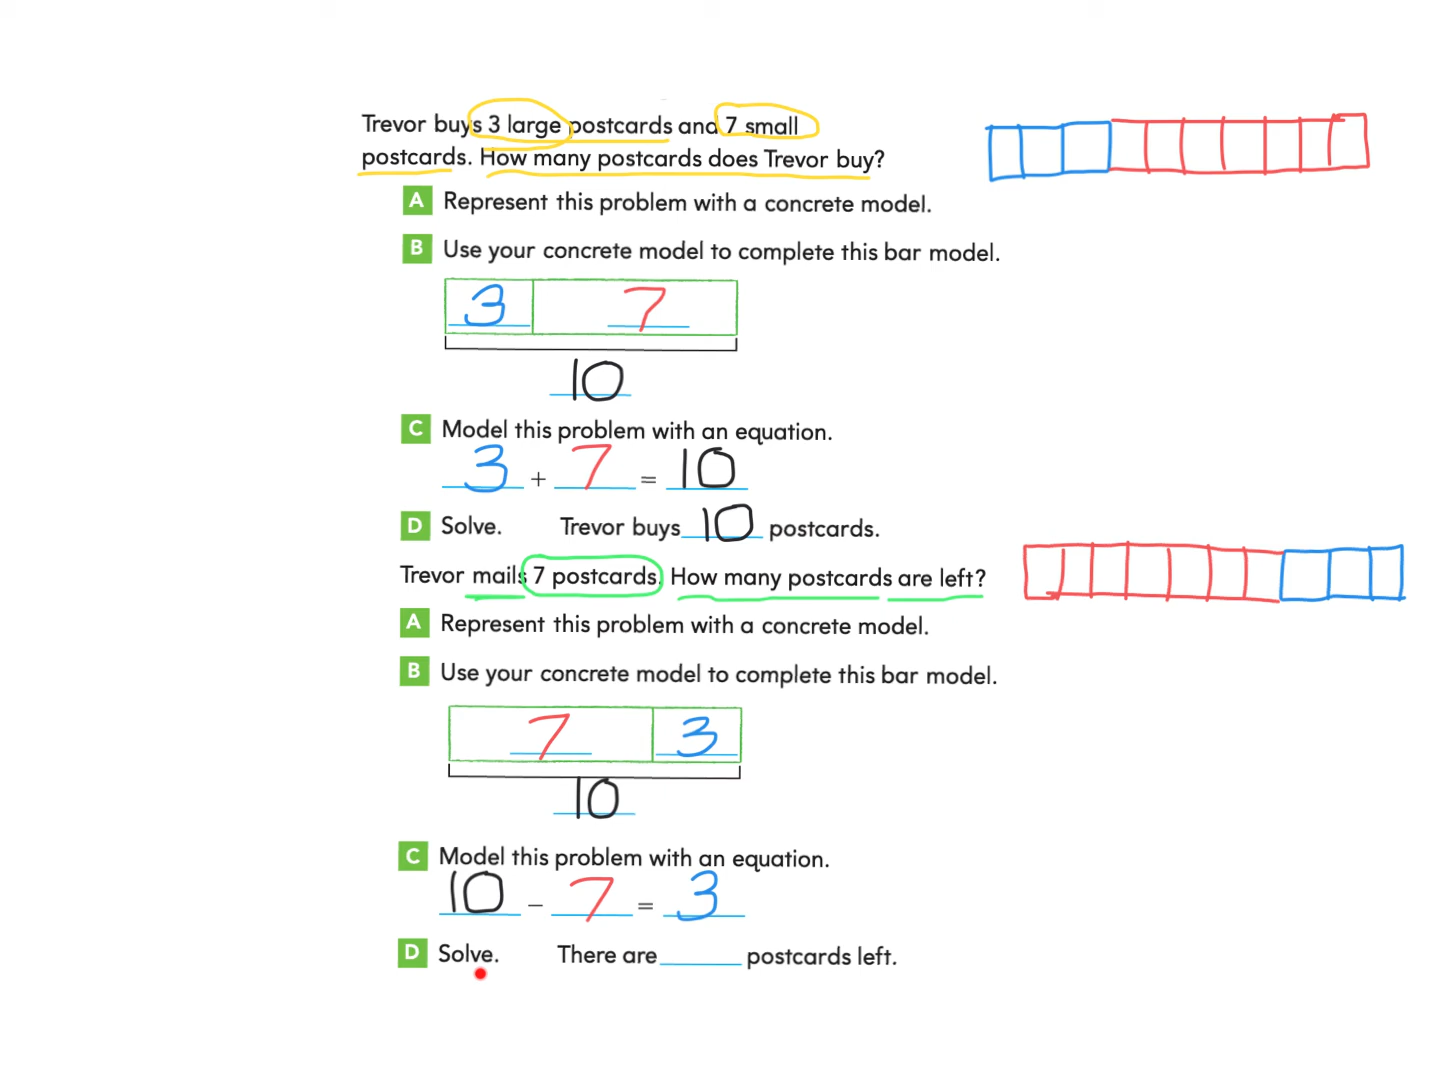 Trevor buys 3 large postcards and 7 small
postcards. How many postcards does Trevor buy?
A Represent this problem with a concrete model.
B Use your concrete model to complete this bar model.
3 7
10
C Model this problem with an equation.
3 + 7 = 10
D Solve. Trevor buys 10 postcards.
Trevor mails 7 postcards. How many postcards are left?
A Represent this problem with a concrete model.
B Use your concrete model to complete this bar model.
7 3
10
C Model this problem with an equation.
10 − 7 = 3
D Solve. There are postcards left.